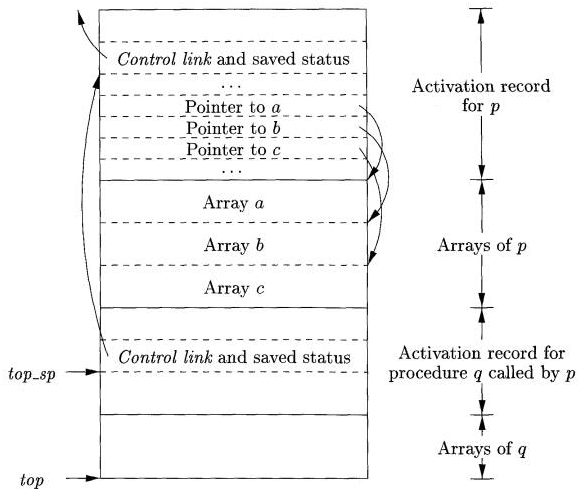 Control link and saved status
...
Pointer to a
Pointer to b
Pointer to c
...
Array a
Array b
Array c
Control link and saved status
top_sp
top
Activation record
for p
Arrays of p
Activation record for
procedure q called by p
Arrays of q